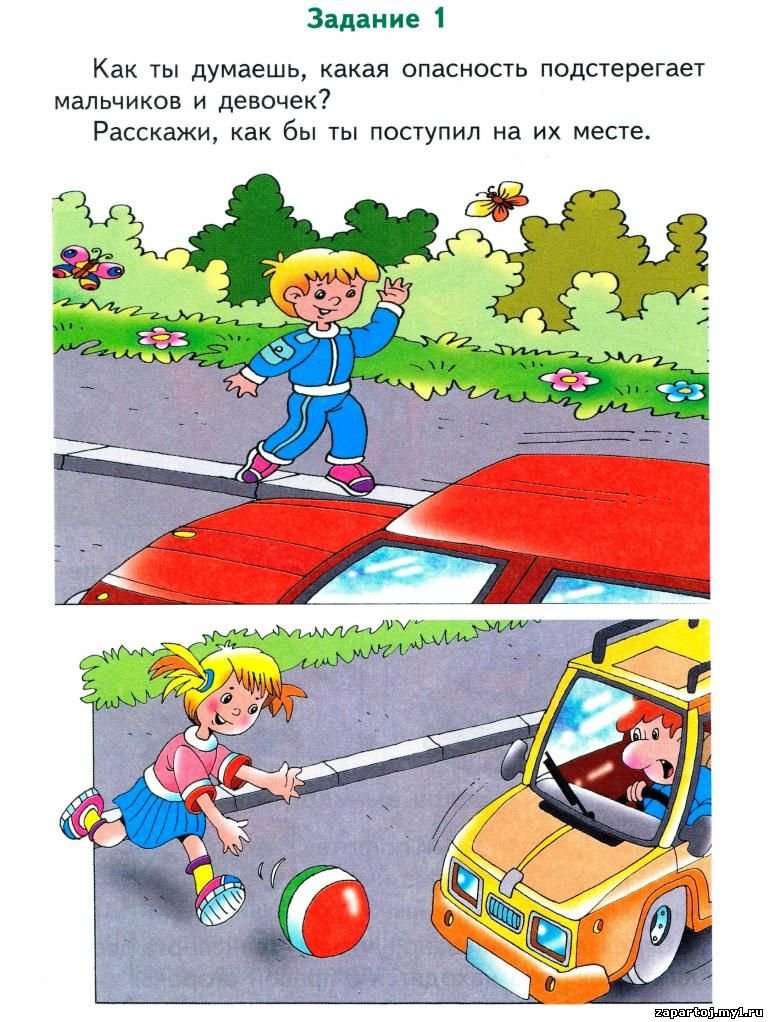 Задание 1
Как ты думаешь, какая опасность подстерегает
мальчиков и девочек?
Расскажи, как бы ты поступил на их месте.
zapartoj.my1.ru